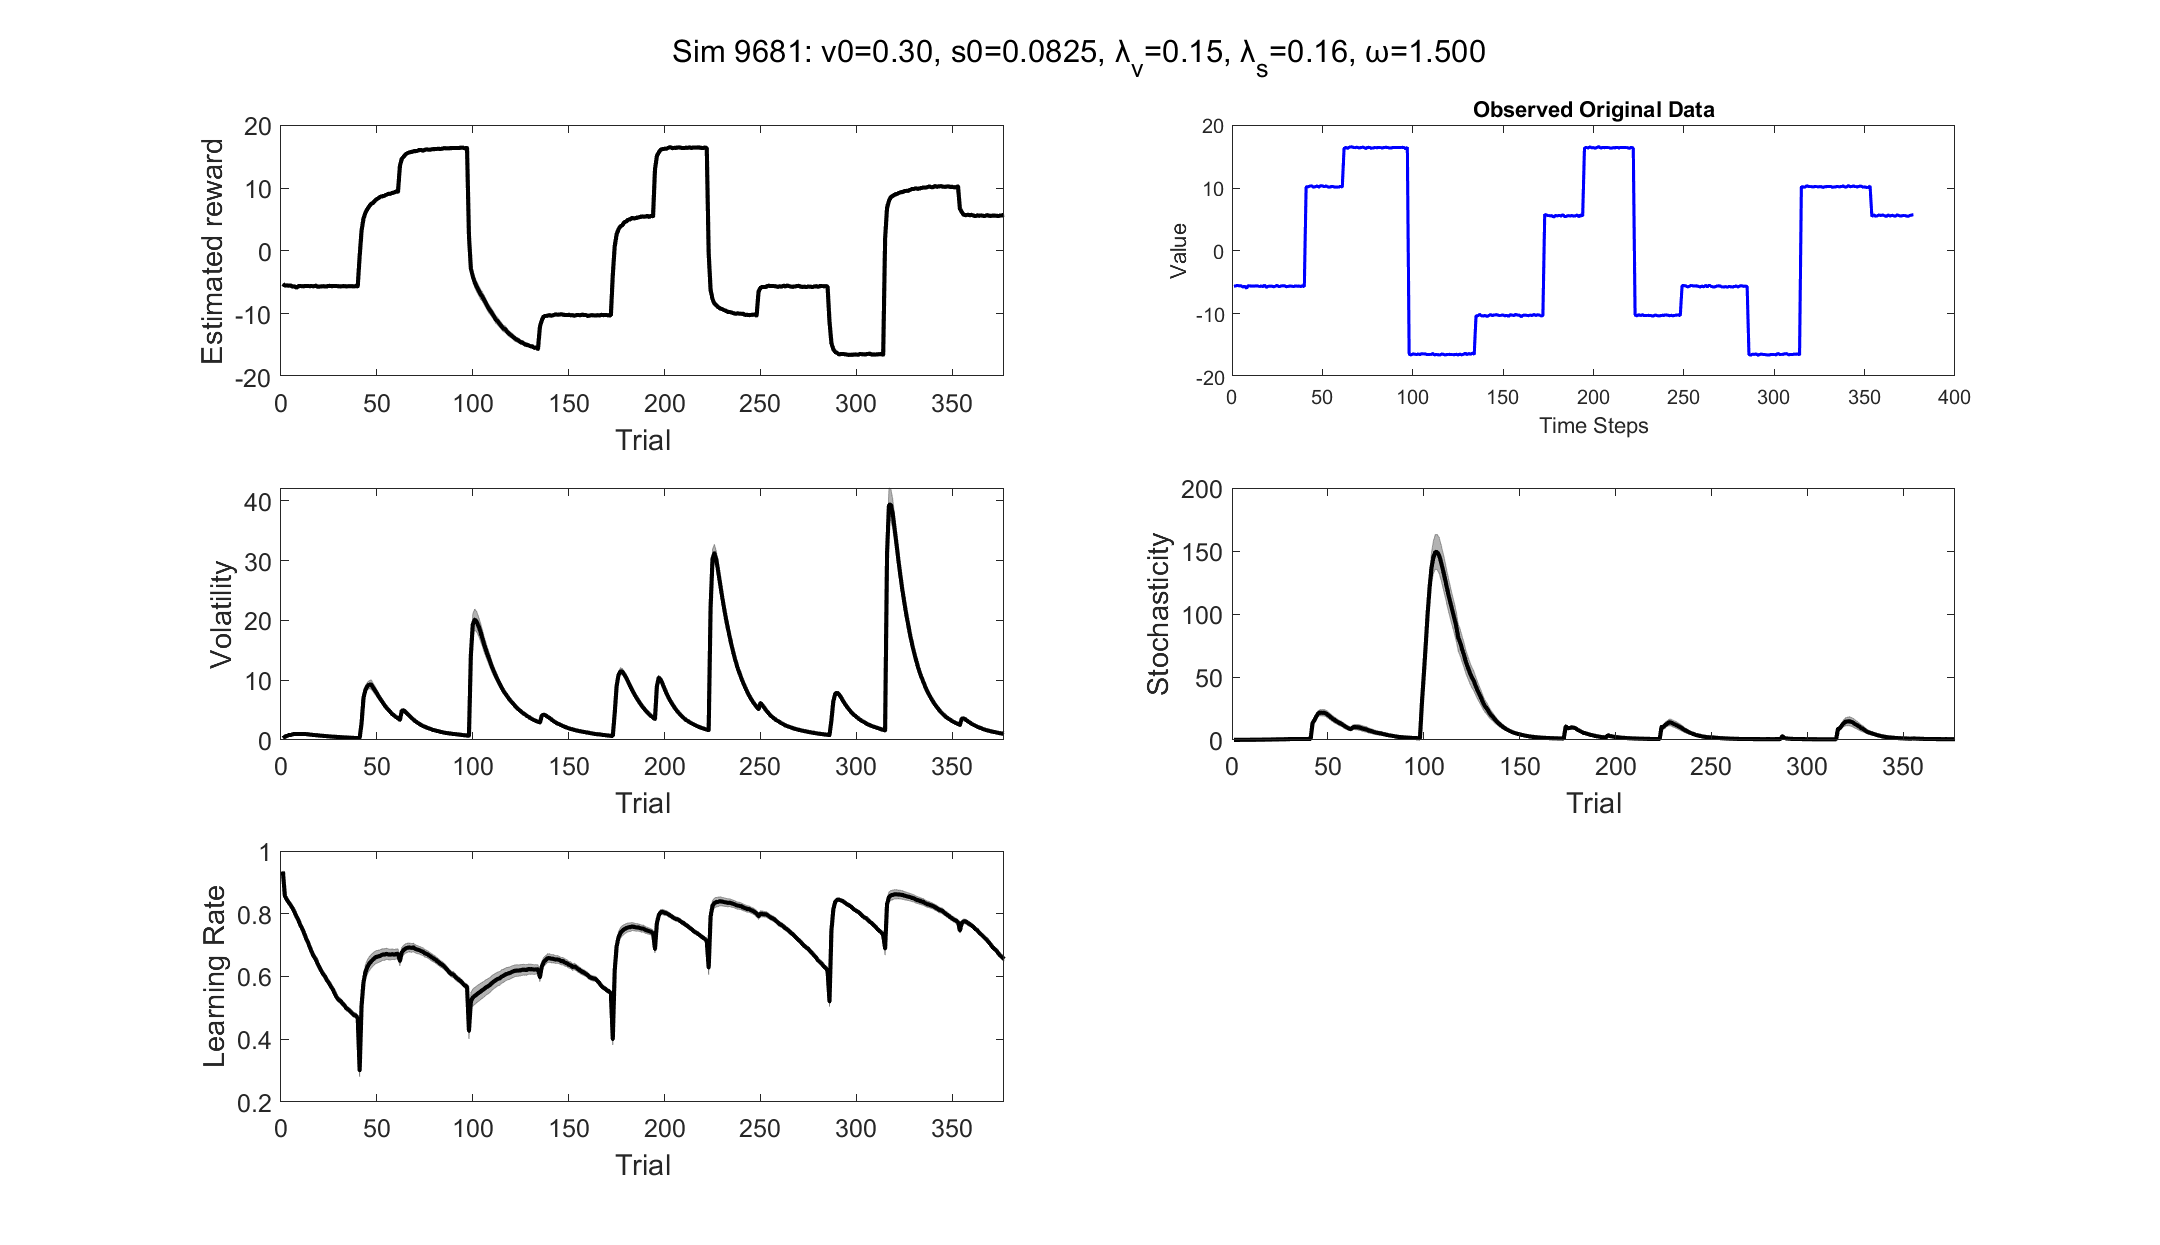 Sim 9681: v0=0.30, s0=0.0825, λ_v=0.15, λ_s=0.16, ω=1.500
Estimated reward
20
10
0
-10
-20
0 50 100 150 200 250 300 350
Trial
Observed Original Data
Value
20
10
0
-10
-20
0 50 100 150 200 250 300 350 400
Time Steps
Volatility
40
30
20
10
0
0 50 100 150 200 250 300 350
Trial
Stochasticity
200
150
100
50
0
0 50 100 150 200 250 300 350
Trial
Learning Rate
1
0.8
0.6
0.4
0.2
0 50 100 150 200 250 300 350
Trial